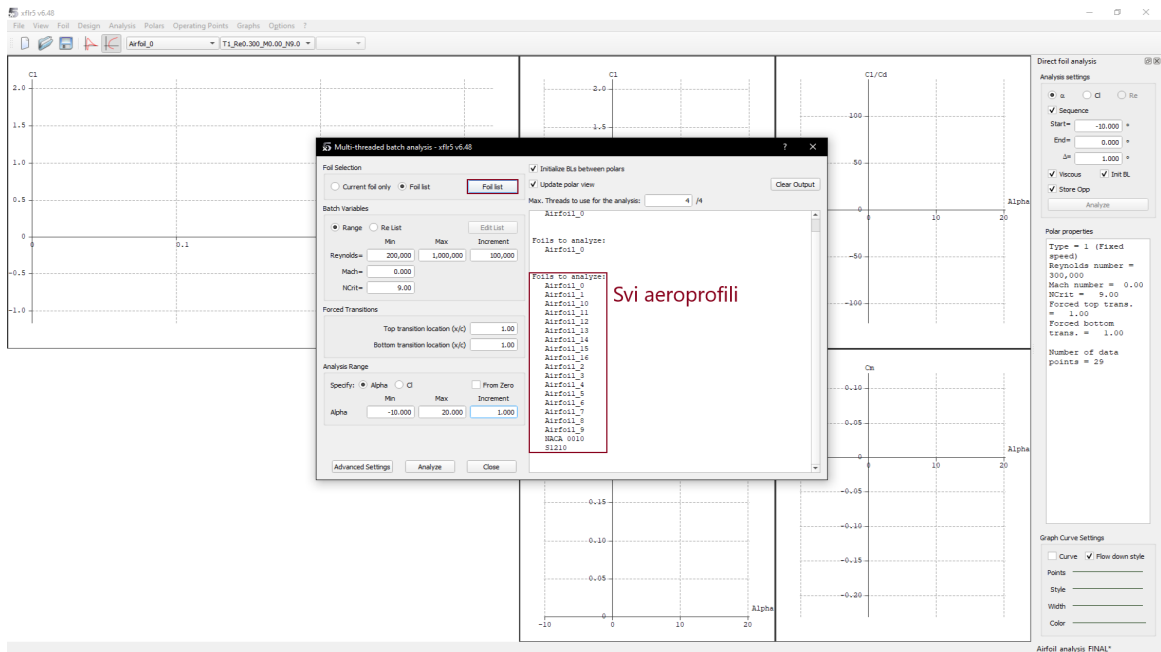 xflr5 v6.48
File View Foil Design Analysis Polars Operating Points Graphs Options ?
Airfoil_0 T1_Re0.300_M0.00_N9.0
Cl
2.0
1.5
1.0
0.5
0
-0.5
-1.0
0
0.1
Cl
2.0
1.5
0.15
0.10
0.05
0
-10
0
10
20
Alpha
Cl/Cd
100
50
0
-50
-100
0
10
20
Alpha
Cm
0.10
0.05
0
-0.05
-0.10
-0.15
-0.20
0
10
20
Alpha
Multi-threaded batch analysis - xflr5 v6.48 ?
Foil Selection
Current foil only Foil list Foil list
Batch Variables
Range Re List Edit List
Min Max Increment
Reynolds= 200,000 1,000,000 100,000
Mach= 0.000
NCrit= 9.00
Forced Transitions
Top transition location (x/c) 1.00
Bottom transition location (x/c) 1.00
Analysis Range
Specify: Alpha Cl From Zero
Min Max Increment
Alpha -10.000 20.000 1.000
Advanced Settings Analyze Close
Initialize BLs between polars
Update polar view Clear Output
Max. Threads to use for the analysis: 4 /4
Airfoil_0
Foils to analyze:
Airfoil_0
Foils to analyze:
Airfoil_0
Airfoil_1
Airfoil_10
Airfoil_11
Airfoil_12
Airfoil_13
Airfoil_14
Airfoil_15
Airfoil_16
Airfoil_2
Airfoil_3
Airfoil_4
Airfoil_5
Airfoil_6
Airfoil_7
Airfoil_8
Airfoil_9
NACA 0010
S1210
Svi aeroprofili
Direct foil analysis
Analysis settings
α Cl Re
Sequence
Start= -10.000 °
End= 0.000 °
Δ= 1.000 °
Viscous Init BL
Store Opp
Analyze
Polar properties
Type = 1 (Fixed
speed)
Reynolds number =
300,000
Mach number = 0.00
NCrit = 9.00
Forced top trans.
= 1.00
Forced bottom
trans. = 1.00
Number of data
points = 29
Graph Curve Settings
Curve Flow down style
Points
Style
Width
Color
Airfoil analysis FINAL*